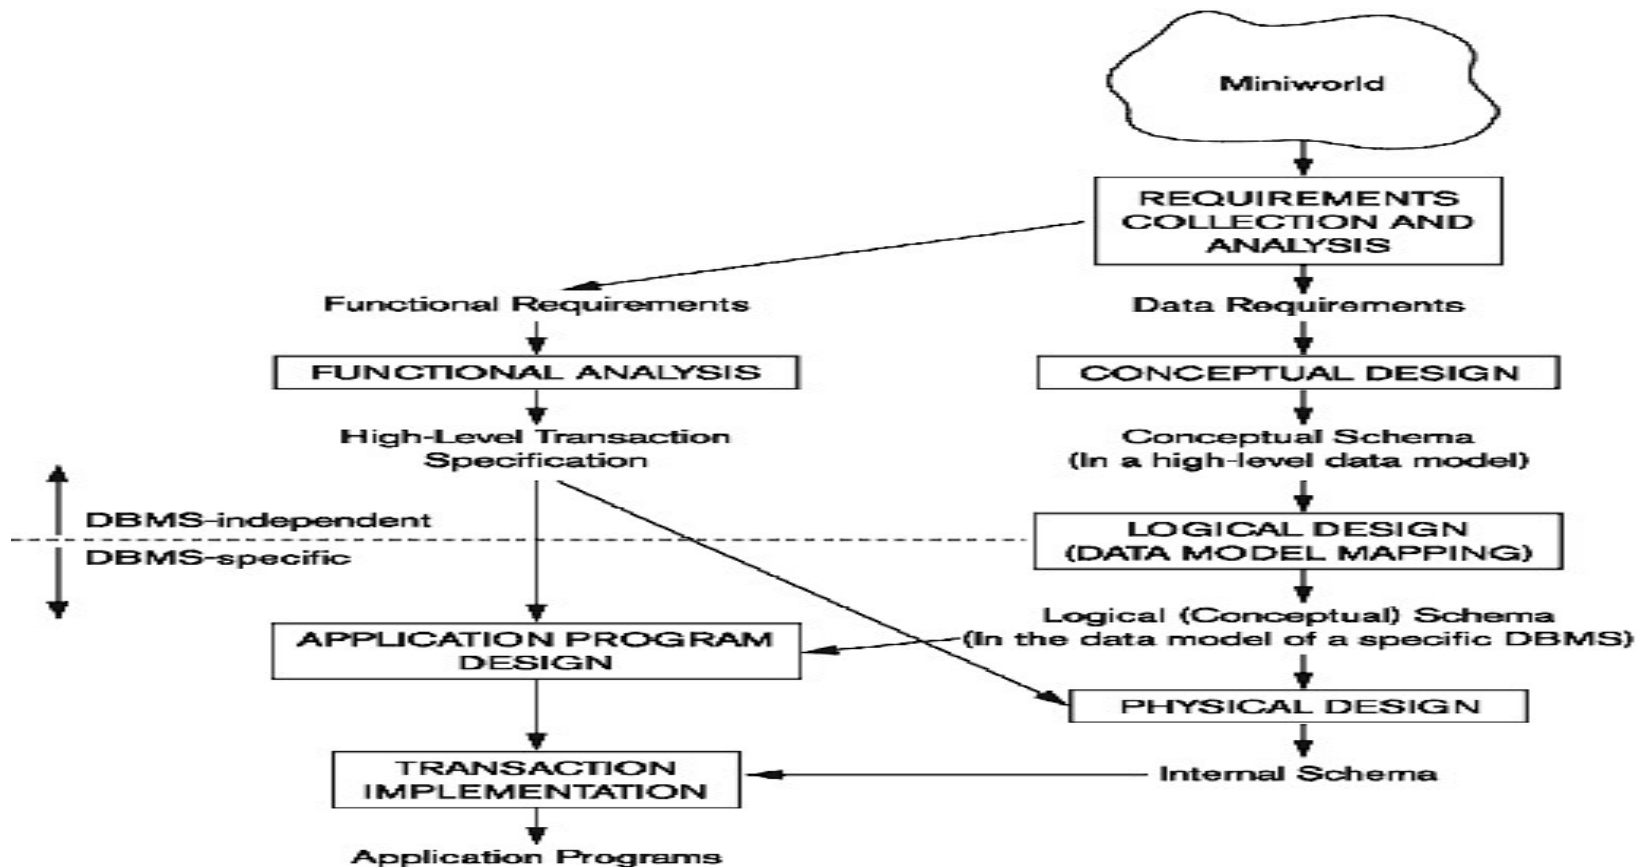 Miniworld
REQUIREMENTS
COLLECTION AND
ANALYSIS
Functional Requirements
Data Requirements
FUNCTIONAL ANALYSIS
CONCEPTUAL DESIGN
High-Level Transaction
Specification
Conceptual Schema
(In a high-level data model)
DBMS-independent
DBMS-specific
LOGICAL DESIGN
(DATA MODEL MAPPING)
Logical (Conceptual) Schema
(In the data model of a specific DBMS)
APPLICATION PROGRAM
DESIGN
PHYSICAL DESIGN
TRANSACTION
IMPLEMENTATION
Internal Schema
Application Programs